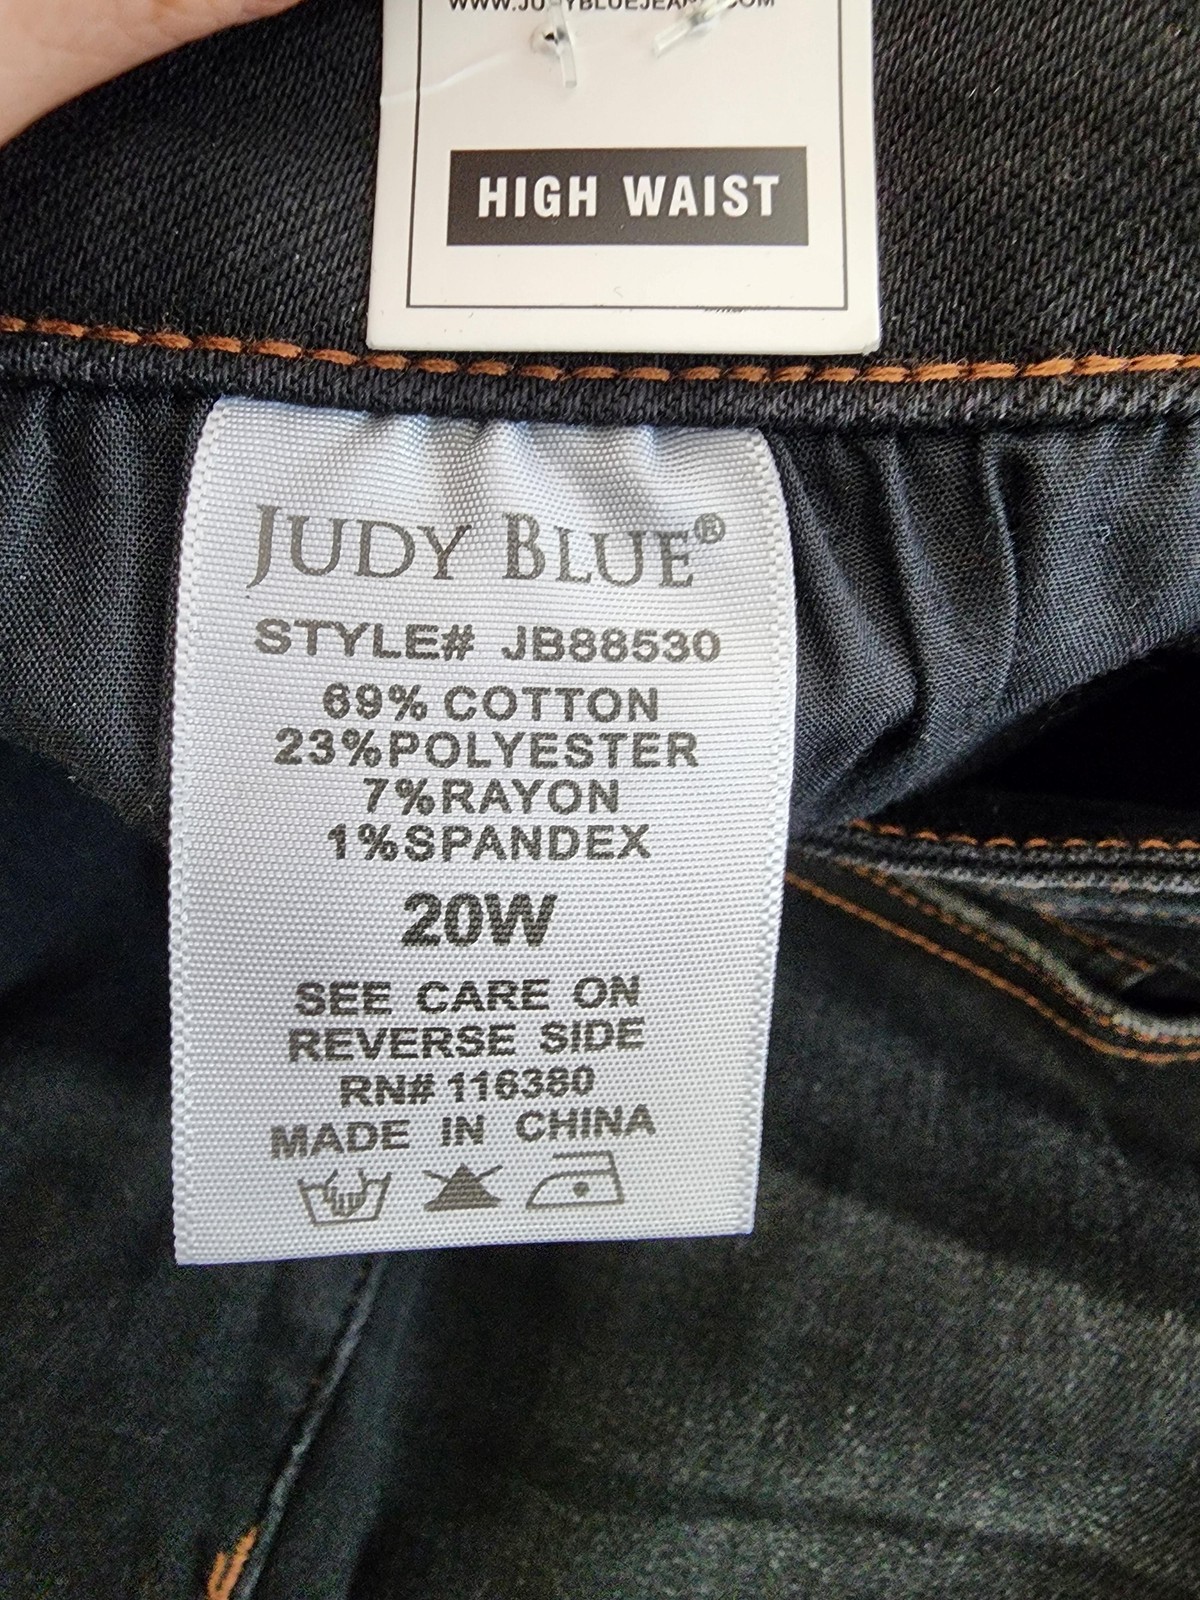 HIGH WAIST
JUDY BLUE®
STYLE# JB88530
69% COTTON
23%POLYESTER
7%RAYON
1%SPANDEX
20W
SEE CARE ON
REVERSE SIDE
RN# 116380
MADE IN CHINA